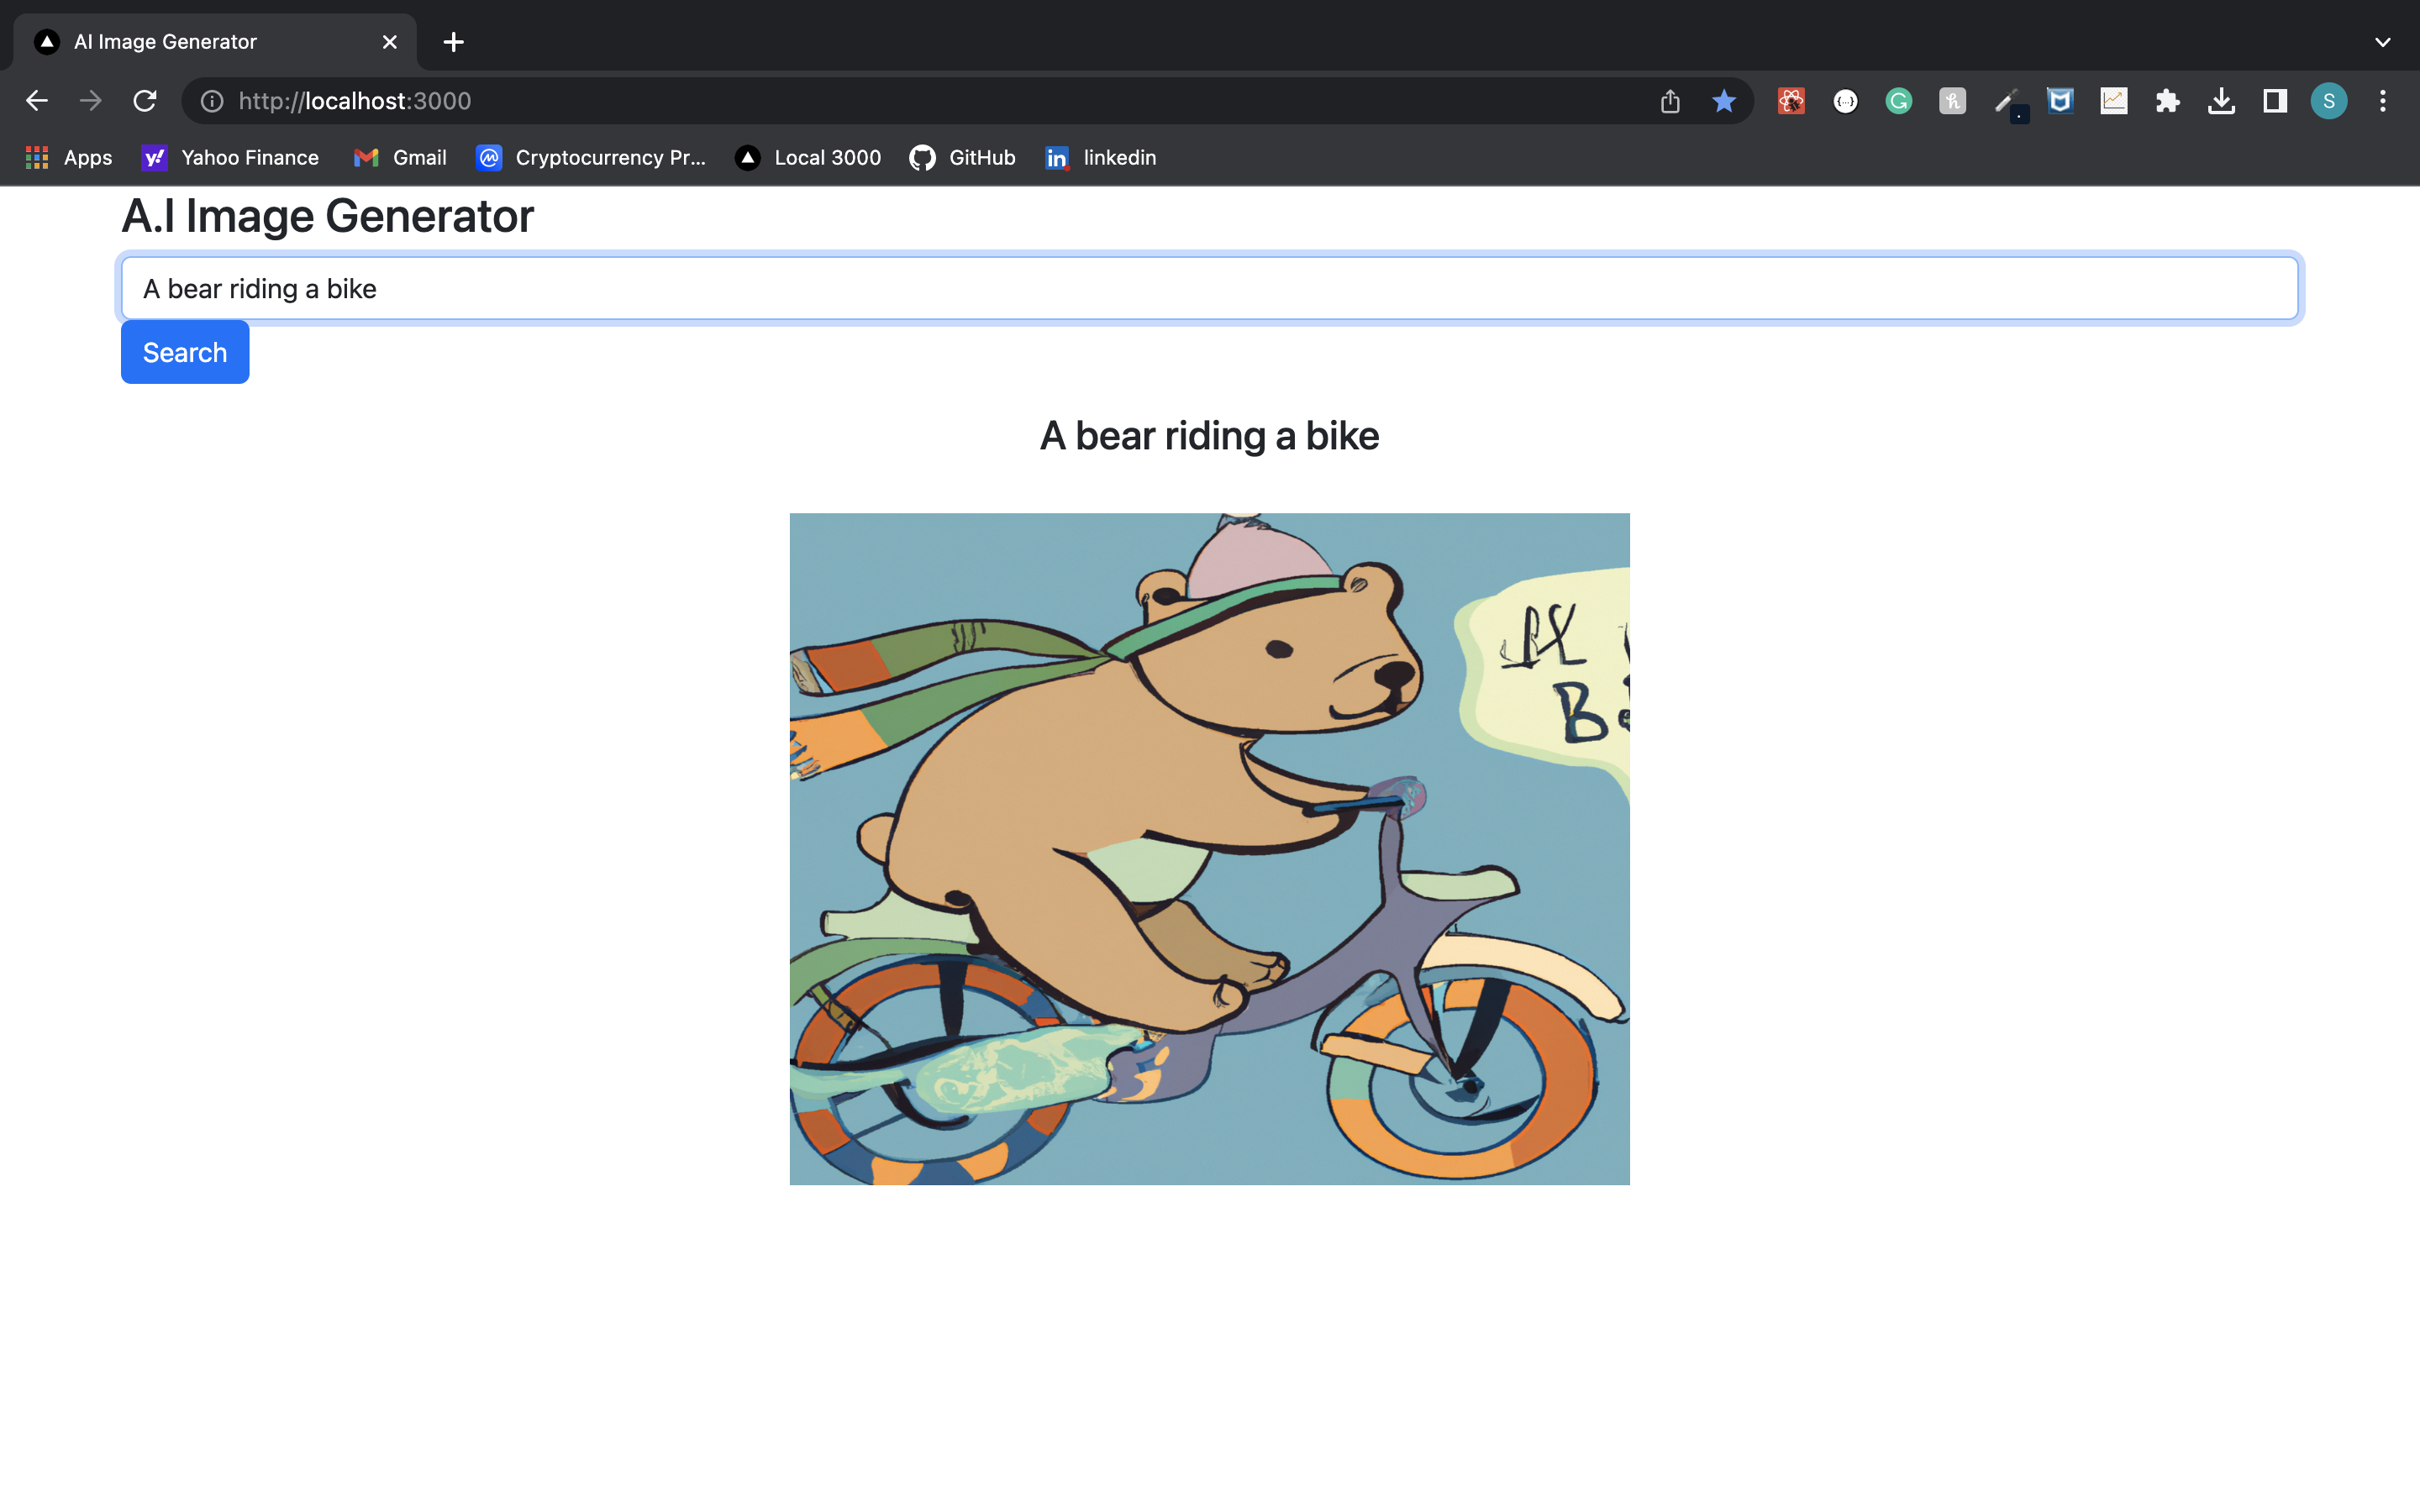 AI Image Generator
http://localhost:3000
S
Apps
Yahoo Finance
Gmail
Cryptocurrency Pr...
Local 3000
GitHub
linkedin
A.I Image Generator
A bear riding a bike
Search
A bear riding a bike